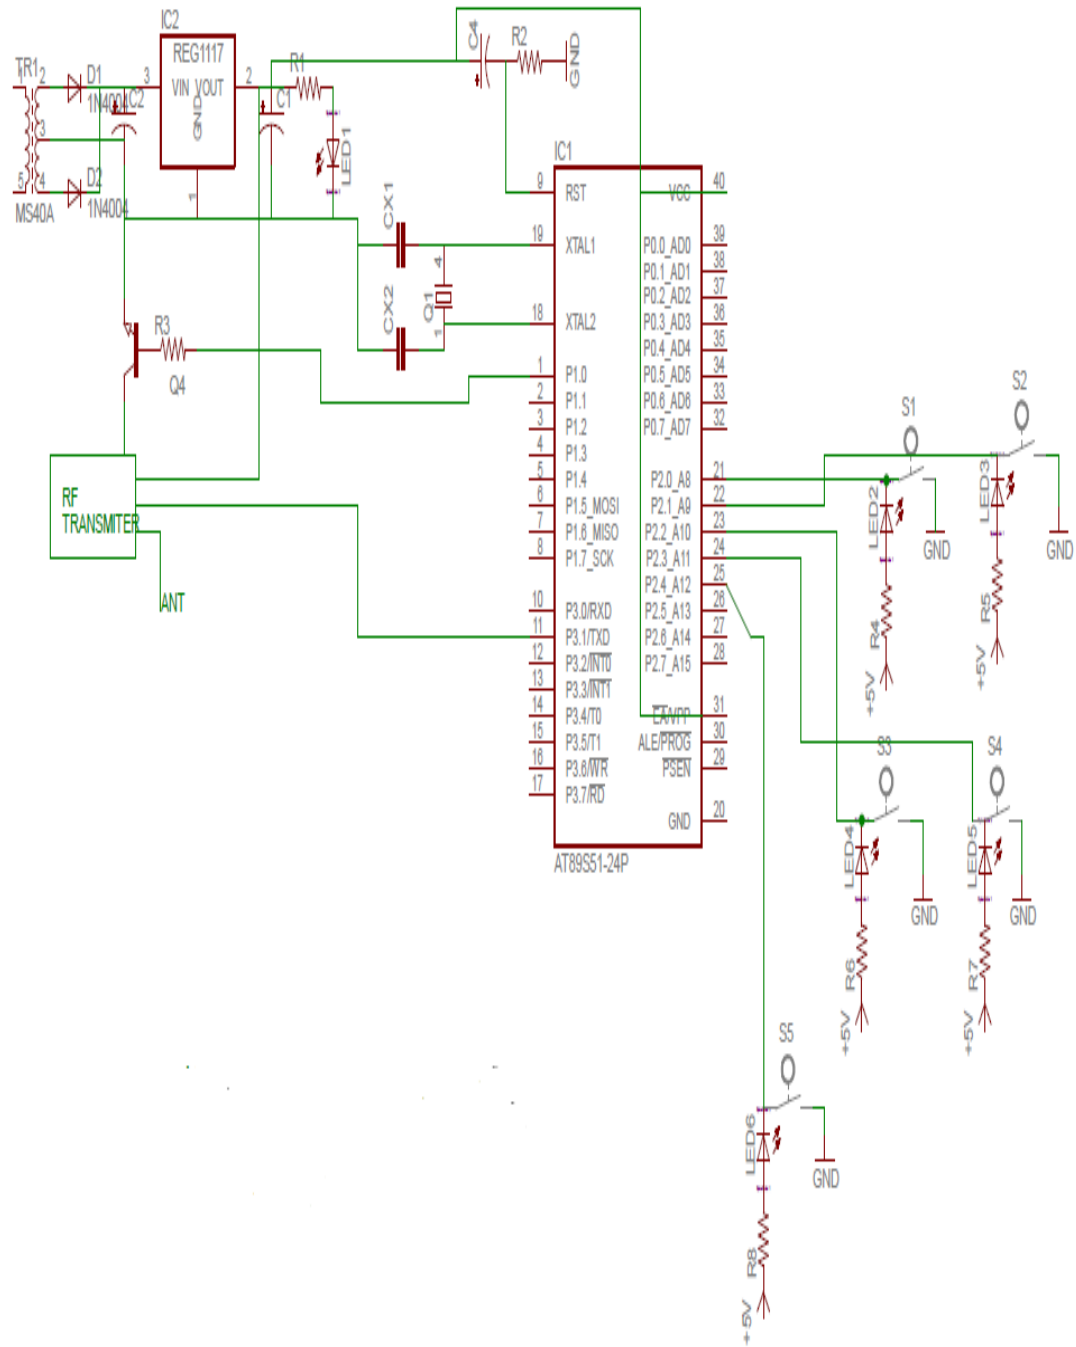 IC2
REG1117
VIN VOUT
GND
3
2
1
TR1
1
2
3
5
4
MS40A
D1
1N4004
D2
1N4004
C2
C1
R1
LED1
C4
R2
GND
CX1
CX2
Q1
4
1
R3
Q4
RF
TRANSMITER
ANT
IC1
9 RST
19 XTAL1
18 XTAL2
1 P1.0
2 P1.1
3 P1.2
4 P1.3
5 P1.4
6 P1.5_MOSI
7 P1.6_MISO
8 P1.7_SCK
10 P3.0/RXD
11 P3.1/TXD
12 P3.2/INT0
13 P3.3/INT1
14 P3.4/T0
15 P3.5/T1
16 P3.6/WR
17 P3.7/RD
VCC 40
P0.0_AD0 39
P0.1_AD1 38
P0.2_AD2 37
P0.3_AD3 36
P0.4_AD4 35
P0.5_AD5 34
P0.6_AD6 33
P0.7_AD7 32
P2.0_A8 21
P2.1_A9 22
P2.2_A10 23
P2.3_A11 24
P2.4_A12 25
P2.5_A13 26
P2.6_A14 27
P2.7_A15 28
EA/VPP 31
ALE/PROG 30
PSEN 29
GND 20
AT89S51-24P
S1
LED2
R4
+5V
GND
S2
LED3
R5
+5V
GND
S3
LED4
R6
+5V
GND
S4
LED5
R7
+5V
GND
S5
LED6
R8
+5V
GND